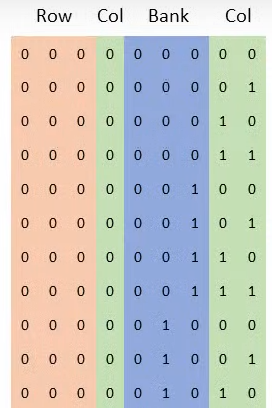 Row Col Bank Col
0 0 0 0 0 0 0 0 0
0 0 0 0 0 0 0 0 1
0 0 0 0 0 0 0 1 0
0 0 0 0 0 0 0 1 1
0 0 0 0 0 0 1 0 0
0 0 0 0 0 0 1 0 1
0 0 0 0 0 0 1 1 0
0 0 0 0 0 0 1 1 1
0 0 0 0 0 1 0 0 0
0 0 0 0 0 1 0 0 1
0 0 0 0 0 1 0 1 0